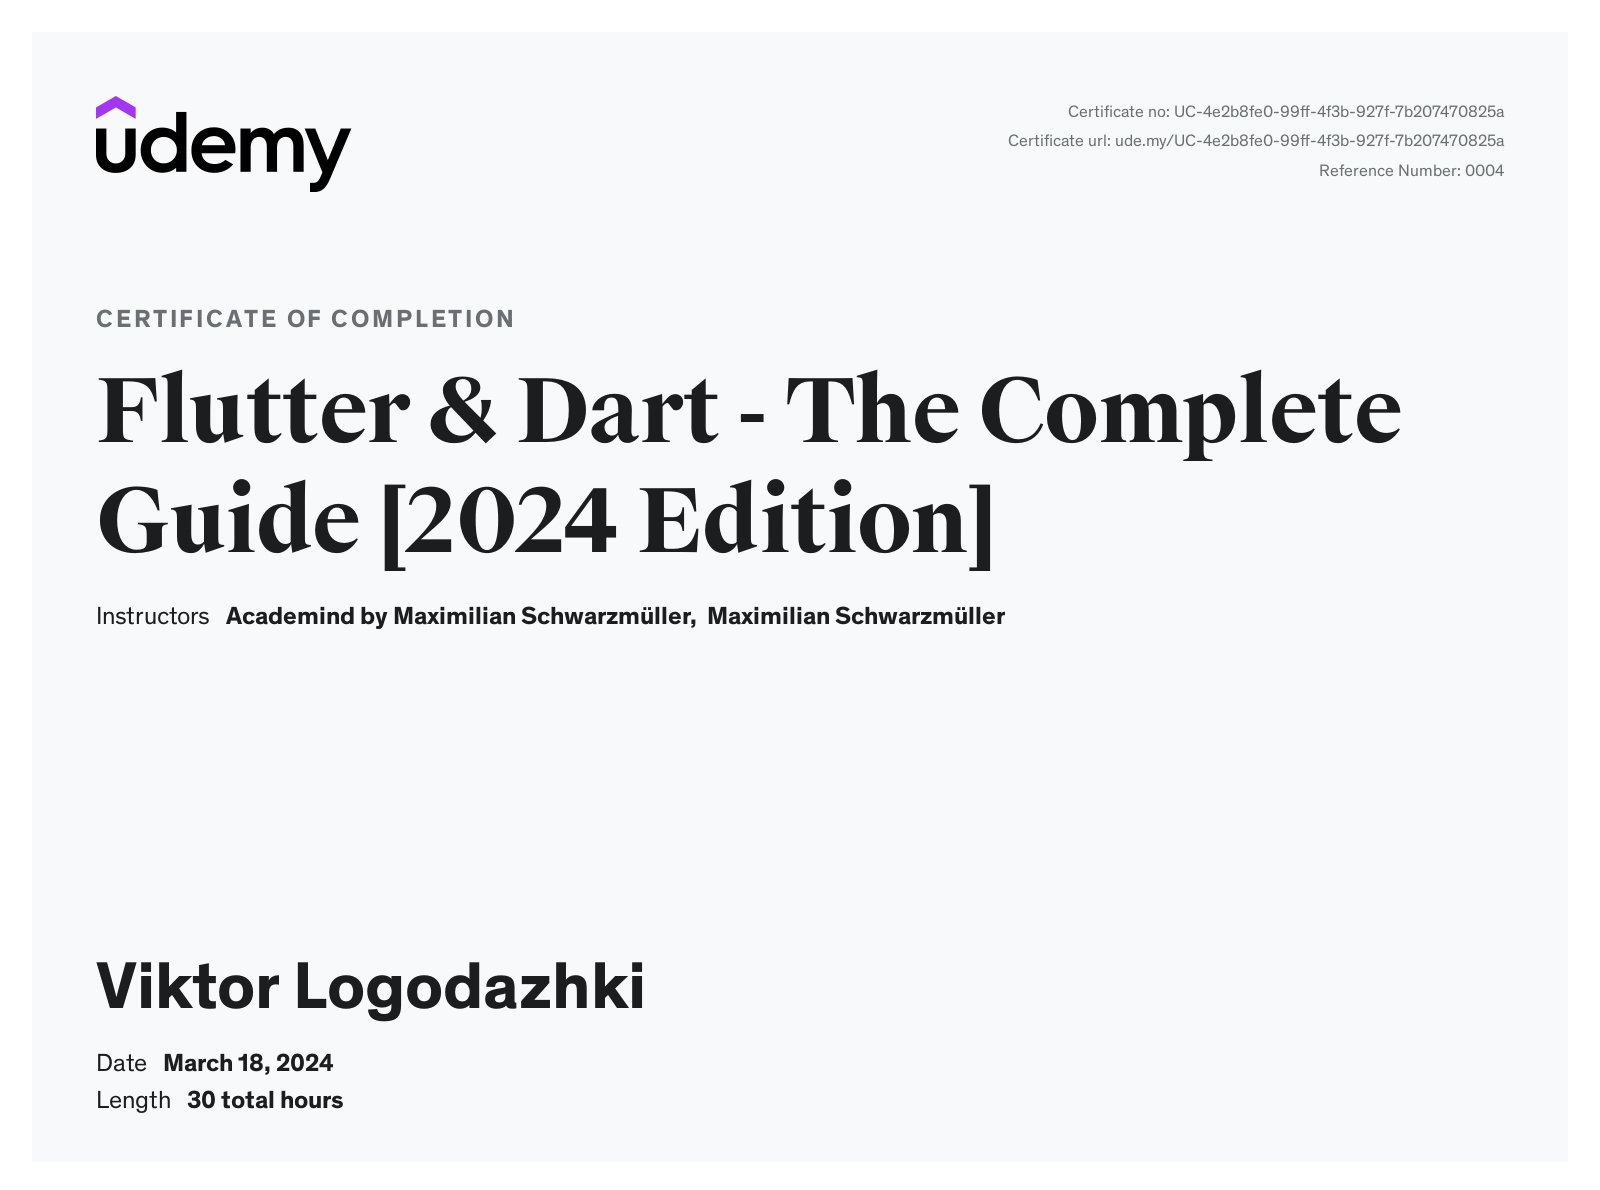 udemy
Certificate no: UC-4e2b8fe0-99ff-4f3b-927f-7b207470825a
Certificate url: ude.my/UC-4e2b8fe0-99ff-4f3b-927f-7b207470825a
Reference Number: 0004
CERTIFICATE OF COMPLETION
Flutter & Dart - The Complete
Guide [2024 Edition]
Instructors Academind by Maximilian Schwarzmüller, Maximilian Schwarzmüller
Viktor Logodazhki
Date March 18, 2024
Length 30 total hours